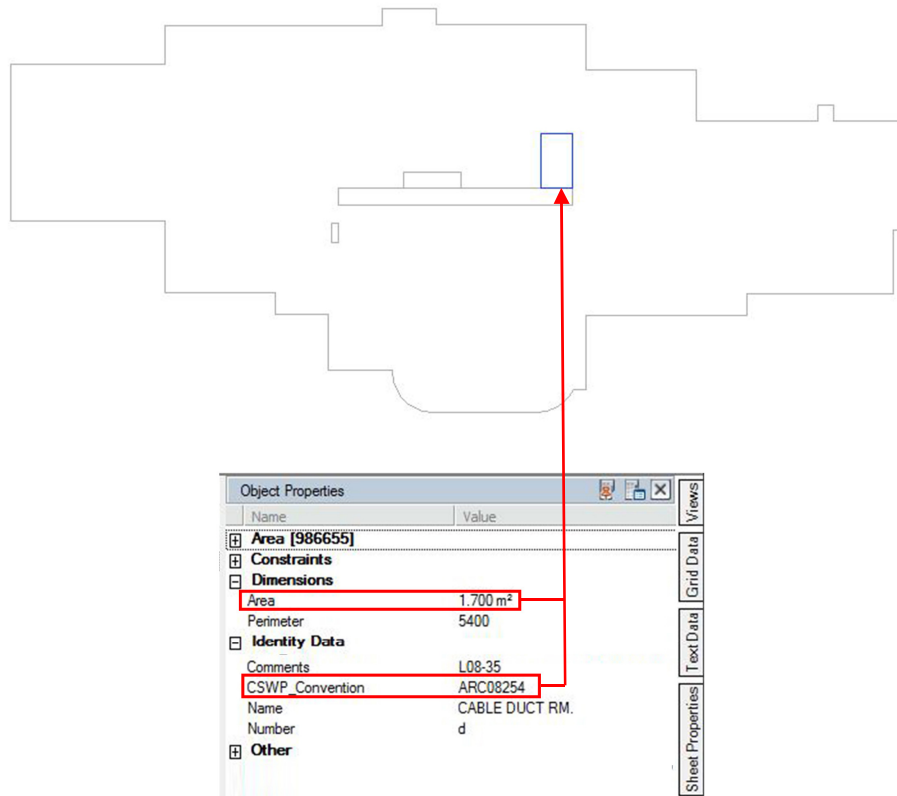 Object Properties
Name Value
Area [986655]
Constraints
Dimensions
Area 1.700 m²
Perimeter 5400
Identity Data
Comments L08-35
CSWP_Convention ARC08254
Name CABLE DUCT RM.
Number d
Other
Views
Grid Data
Text Data
Sheet Properties